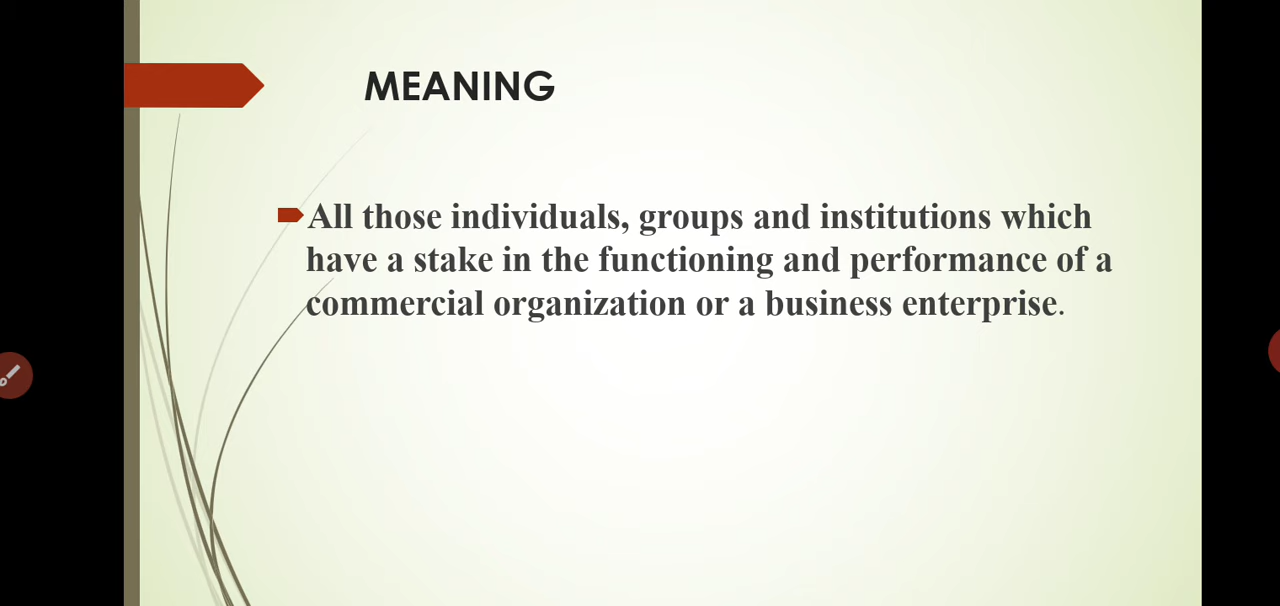 MEANING
All those individuals, groups and institutions which
have a stake in the functioning and performance of a
commercial organization or a business enterprise.